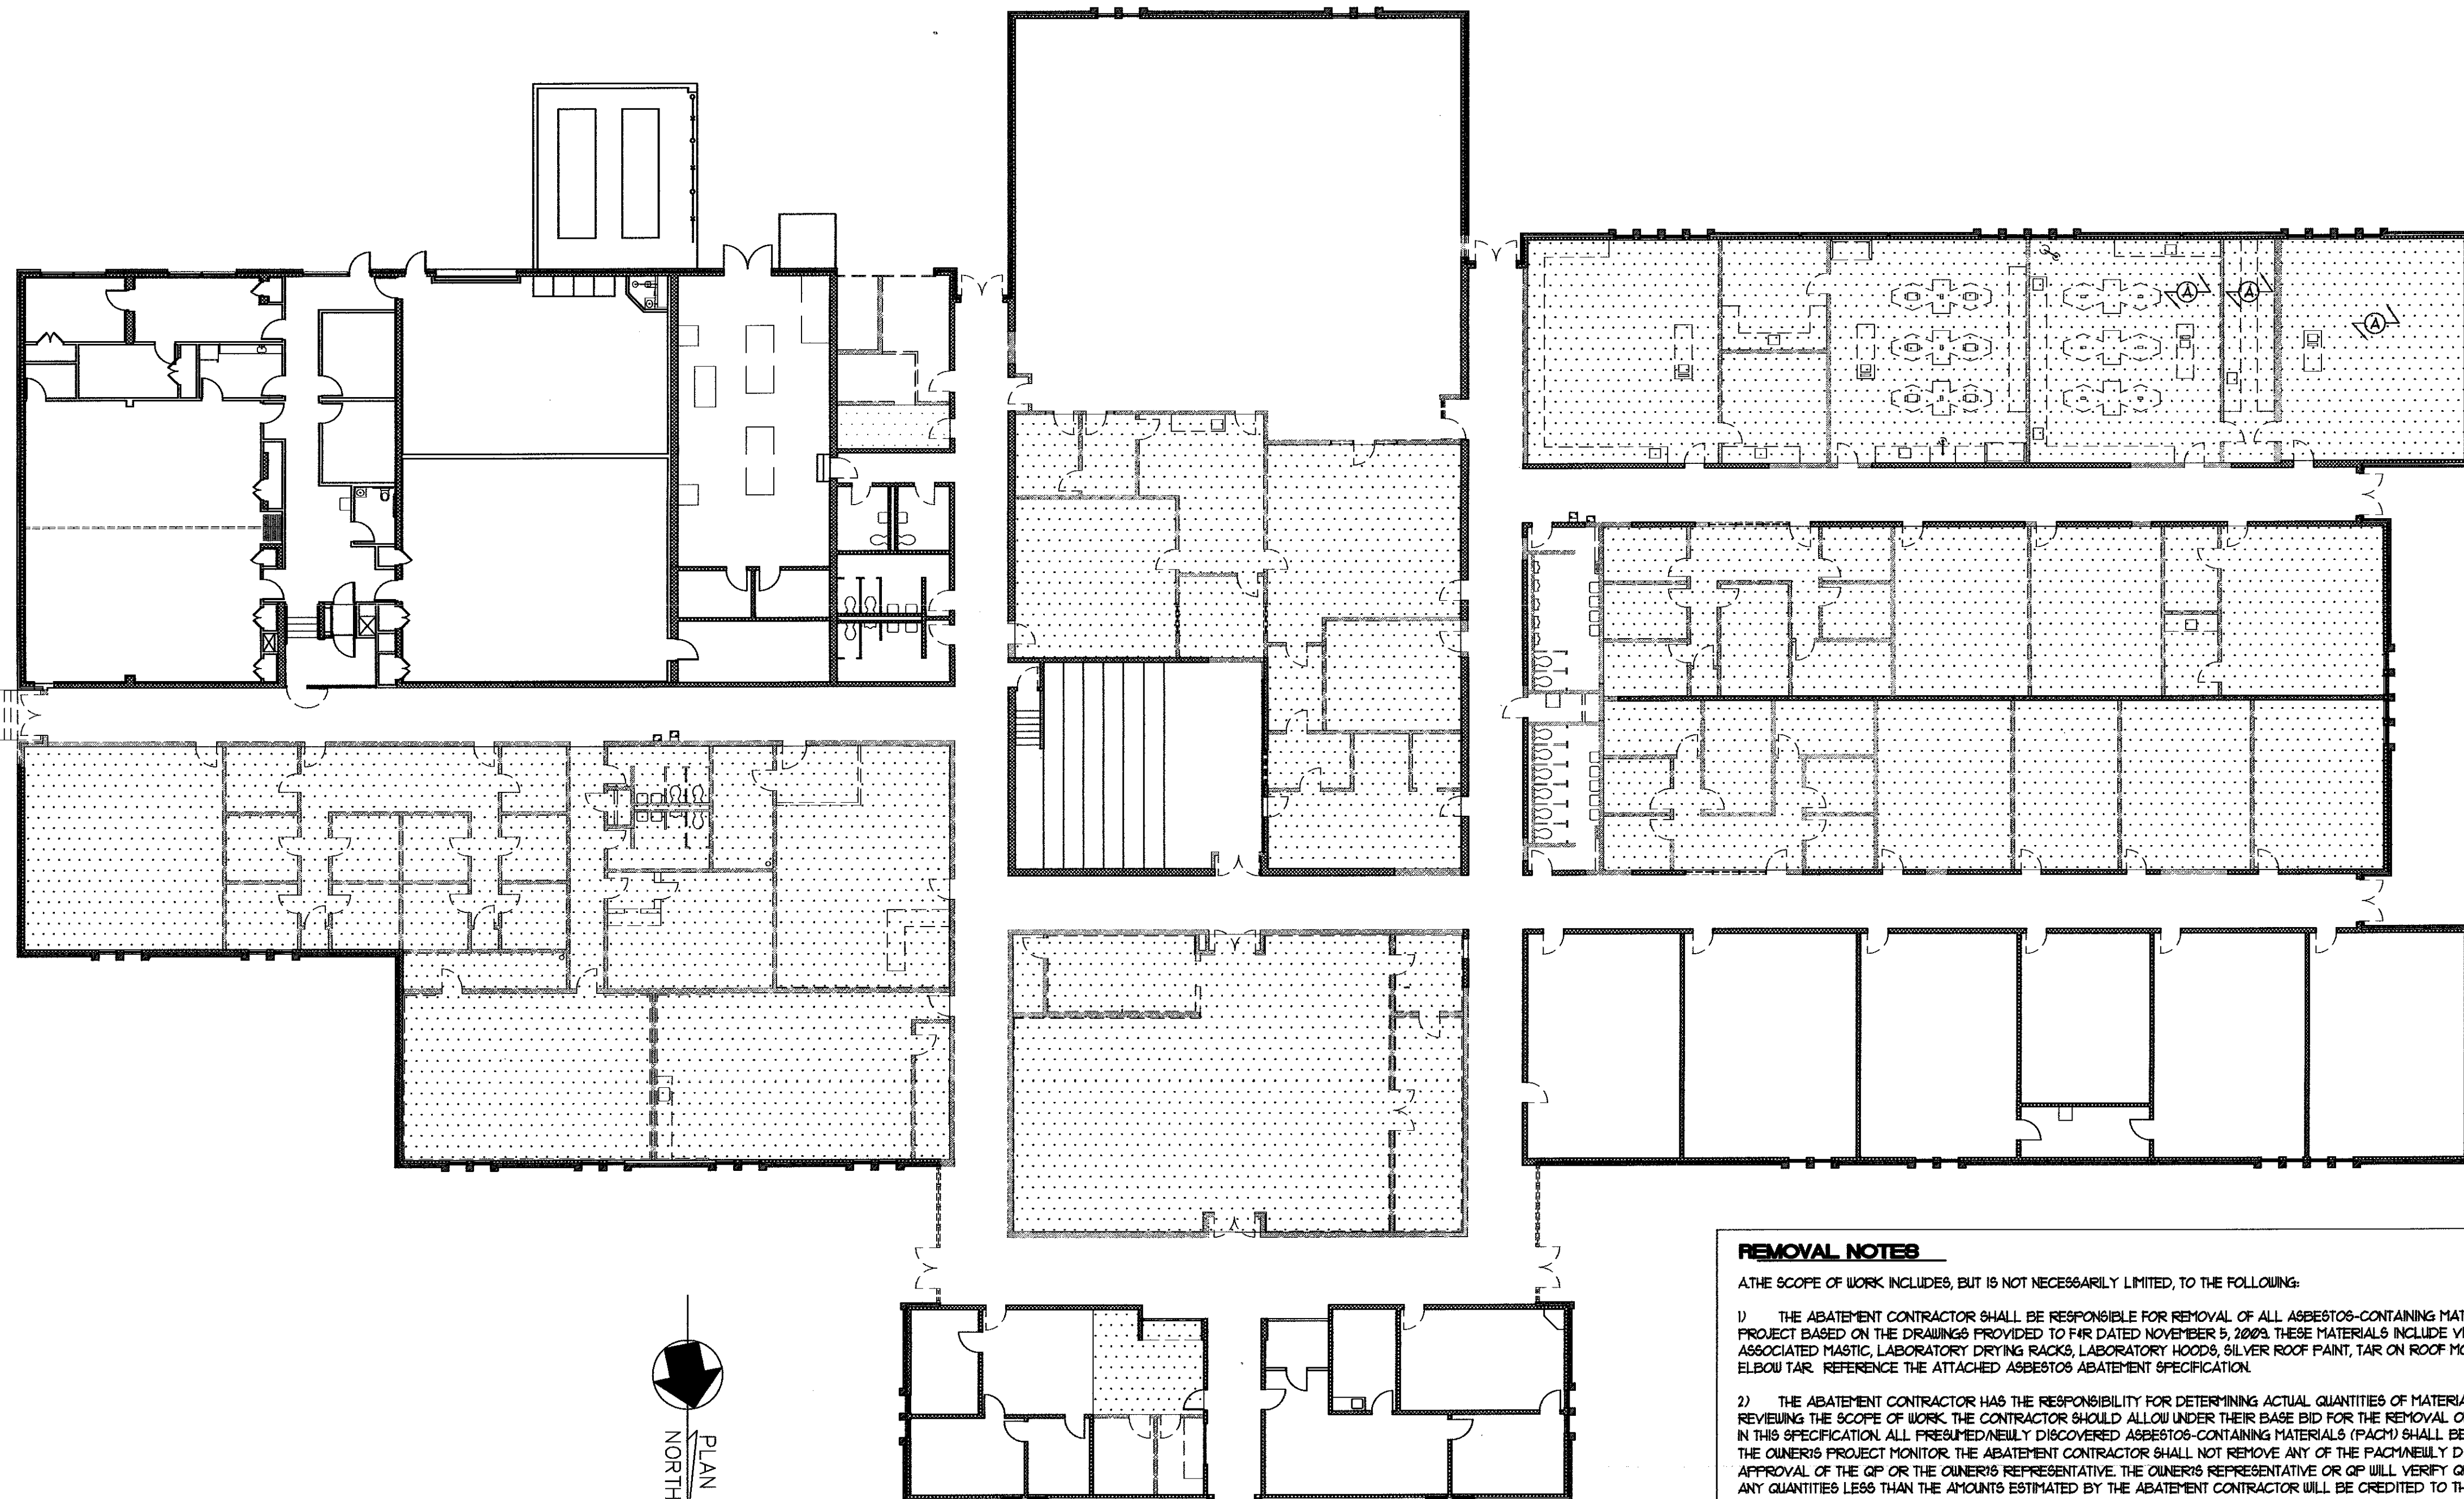 A
A
A
REMOVAL NOTES
A.THE SCOPE OF WORK INCLUDES, BUT IS NOT NECESSARILY LIMITED, TO THE FOLLOWING:
1) THE ABATEMENT CONTRACTOR SHALL BE RESPONSIBLE FOR REMOVAL OF ALL ASBESTOS-CONTAINING MAT
PROJECT BASED ON THE DRAWINGS PROVIDED TO F&R DATED NOVEMBER 5, 2009. THESE MATERIALS INCLUDE VI
ASSOCIATED MASTIC, LABORATORY DRYING RACKS, LABORATORY HOODS, SILVER ROOF PAINT, TAR ON ROOF MO
ELBOW TAR. REFERENCE THE ATTACHED ASBESTOS ABATEMENT SPECIFICATION.
2) THE ABATEMENT CONTRACTOR HAS THE RESPONSIBILITY FOR DETERMINING ACTUAL QUANTITIES OF MATERIA
REVIEWING THE SCOPE OF WORK. THE CONTRACTOR SHOULD ALLOW UNDER THEIR BASE BID FOR THE REMOVAL O
IN THIS SPECIFICATION. ALL PRESUMED/NEWLY DISCOVERED ASBESTOS-CONTAINING MATERIALS (PACM) SHALL BE
THE OWNER?S PROJECT MONITOR. THE ABATEMENT CONTRACTOR SHALL NOT REMOVE ANY OF THE PACM/NEWLY D
APPROVAL OF THE QP OR THE OWNER?S REPRESENTATIVE. THE OWNER?S REPRESENTATIVE OR QP WILL VERIFY Q
ANY QUANTITIES LESS THAN THE AMOUNTS ESTIMATED BY THE ABATEMENT CONTRACTOR WILL BE CREDITED TO T
PLAN
NORTH